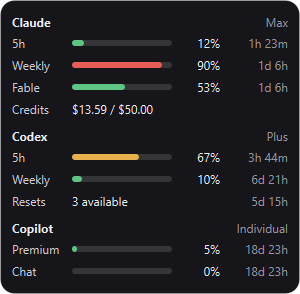 Claude Max
5h 12% 1h 23m
Weekly 90% 1d 6h
Fable 53% 1d 6h
Credits $13.59 / $50.00
Codex Plus
5h 67% 3h 44m
Weekly 10% 6d 21h
Resets 3 available 5d 15h
Copilot Individual
Premium 5% 18d 23h
Chat 0% 18d 23h